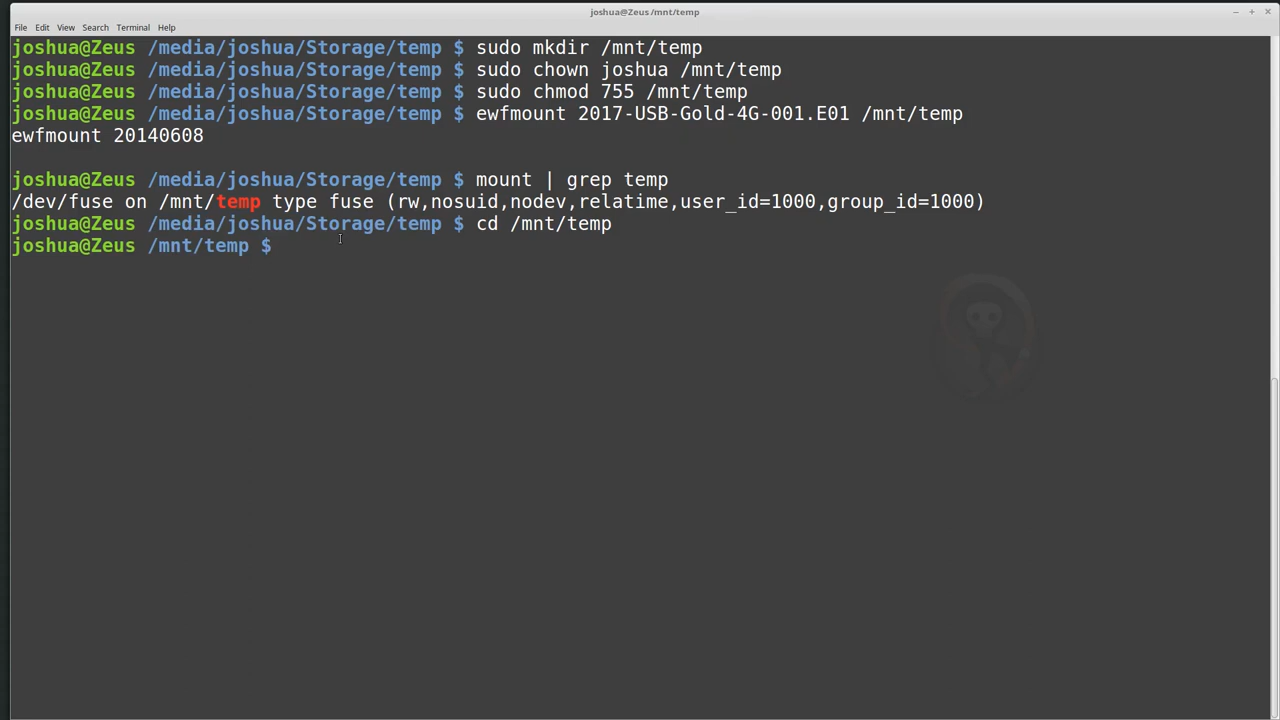 joshua@Zeus /mnt/temp
File Edit View Search Terminal Help
joshua@Zeus /media/joshua/Storage/temp $ sudo mkdir /mnt/temp
joshua@Zeus /media/joshua/Storage/temp $ sudo chown joshua /mnt/temp
joshua@Zeus /media/joshua/Storage/temp $ sudo chmod 755 /mnt/temp
joshua@Zeus /media/joshua/Storage/temp $ ewfmount 2017-USB-Gold-4G-001.E01 /mnt/temp
ewfmount 20140608
joshua@Zeus /media/joshua/Storage/temp $ mount | grep temp
/dev/fuse on /mnt/temp type fuse (rw,nosuid,nodev,relatime,user_id=1000,group_id=1000)
joshua@Zeus /media/joshua/Storage/temp $ cd /mnt/temp
joshua@Zeus /mnt/temp $